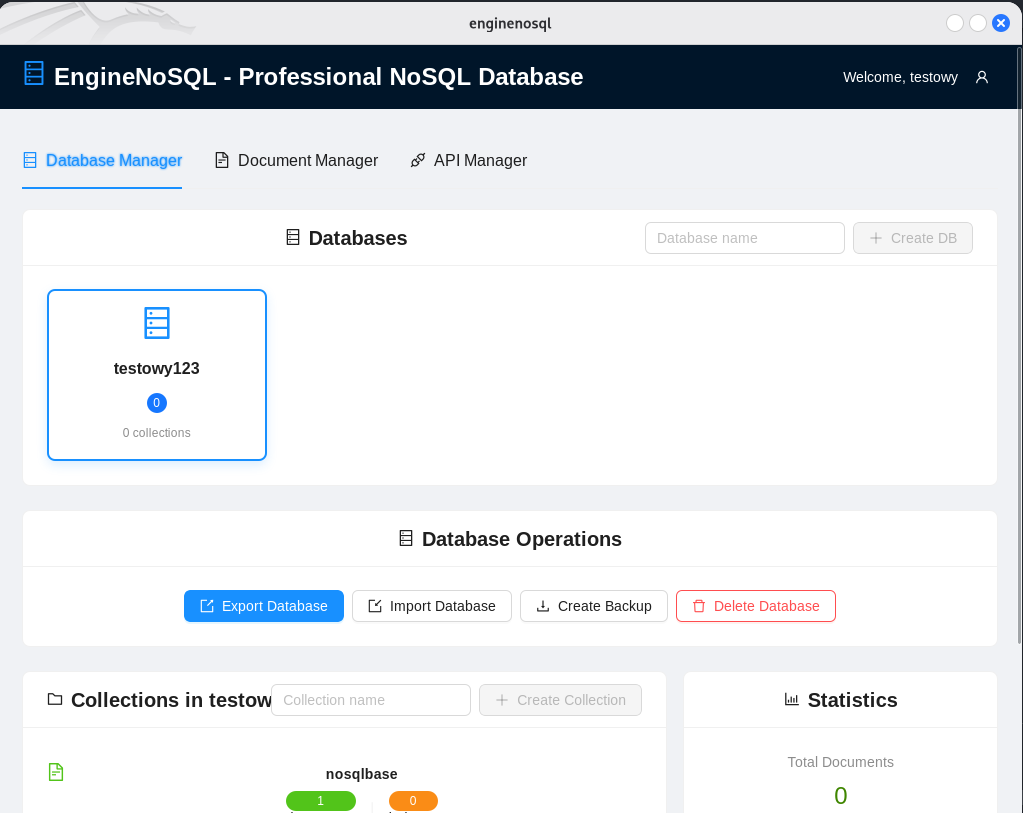 enginenosql
EngineNoSQL - Professional NoSQL Database
Welcome, testowy
Database Manager
Document Manager
API Manager
Databases
Database name
Create DB
testowy123
0
0 collections
Database Operations
Export Database
Import Database
Create Backup
Delete Database
Collections in testow
Collection name
Create Collection
Statistics
nosqlbase
1
0
Total Documents
0